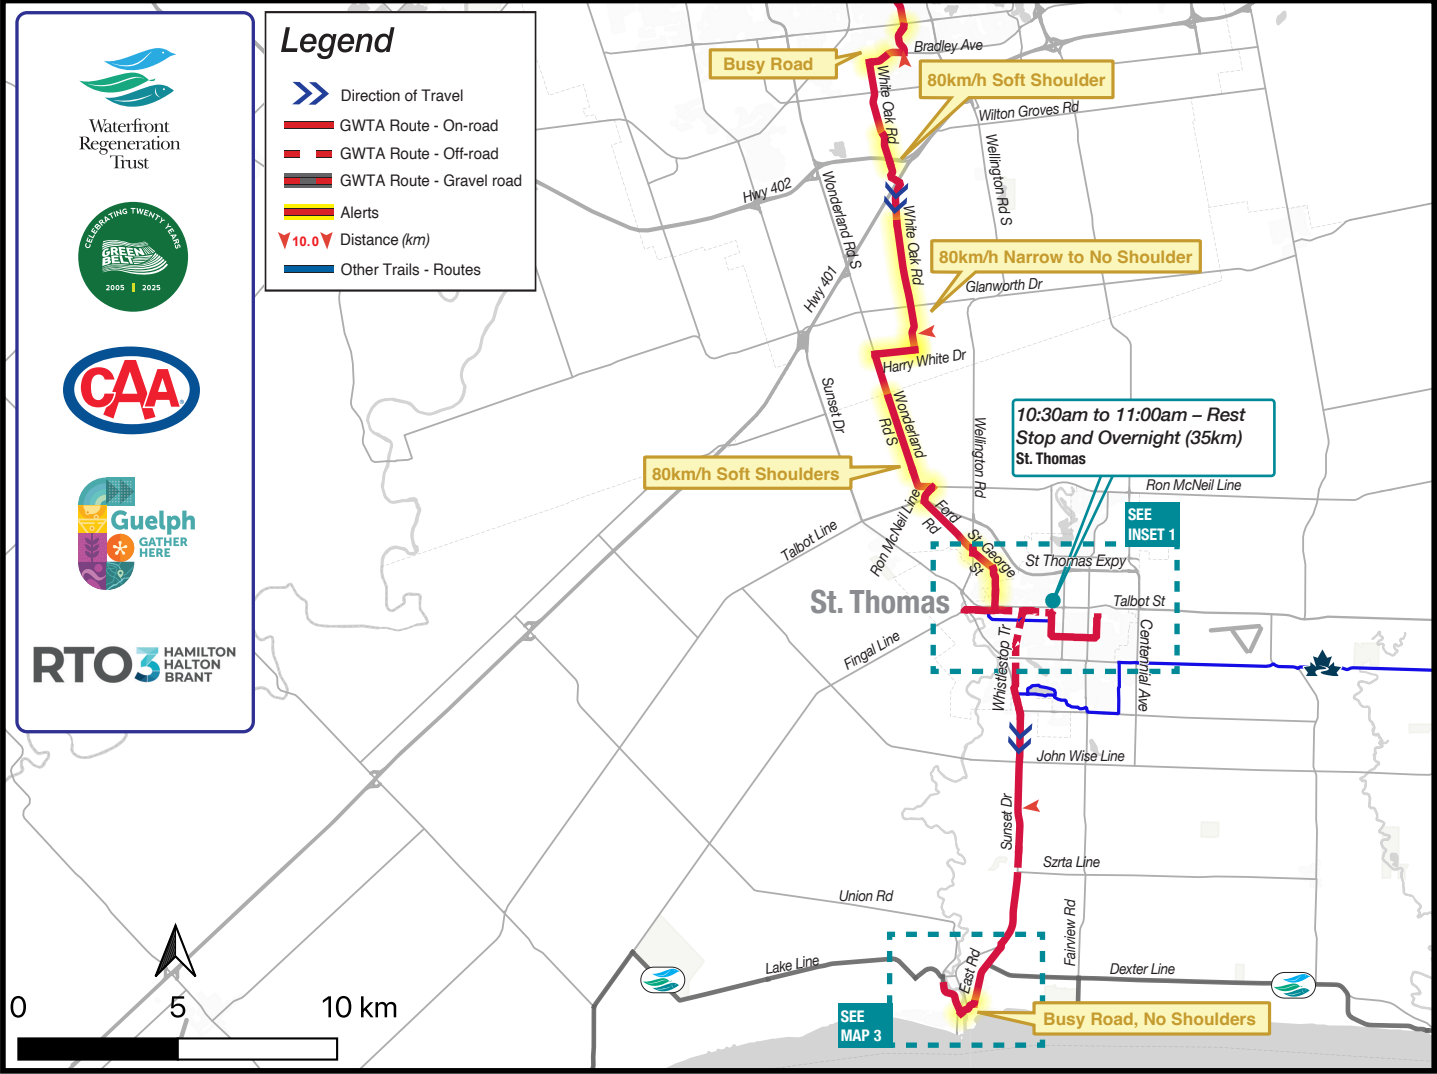 Waterfront
Regeneration
Trust
CELEBRATING TWENTY YEARS
GREEN
BELT
2005 | 2025
CAA
Guelph
GATHER
HERE
RTO3
HAMILTON
HALTON
BRANT
Legend
Direction of Travel
GWTA Route - On-road
GWTA Route - Off-road
GWTA Route - Gravel road
Alerts
10.0
Distance (km)
Other Trails - Routes
Bradley Ave
Busy Road
80km/h Soft Shoulder
White Oak Rd
Wilton Groves Rd
Wellington Rd S
Hwy 402
Wonderland Rd S
White Oak Rd
80km/h Narrow to No Shoulder
Hwy 401
Glanworth Dr
Harry White Dr
Sunset Dr
Wonderland
Rd S
Wellington Rd
10:30am to 11:00am – Rest
Stop and Overnight (35km)
St. Thomas
80km/h Soft Shoulders
Ron McNeil Line
Ron McNeil Line
Ford
Rd
Talbot Line
SEE
INSET 1
St George
St
St Thomas Expy
St. Thomas
Talbot St
Fingal Line
Whistlestop Tr
Centennial Ave
John Wise Line
Sunset Dr
Szrta Line
Union Rd
Fairview Rd
East Rd
Lake Line
Dexter Line
SEE
MAP 3
Busy Road, No Shoulders
0 5 10 km